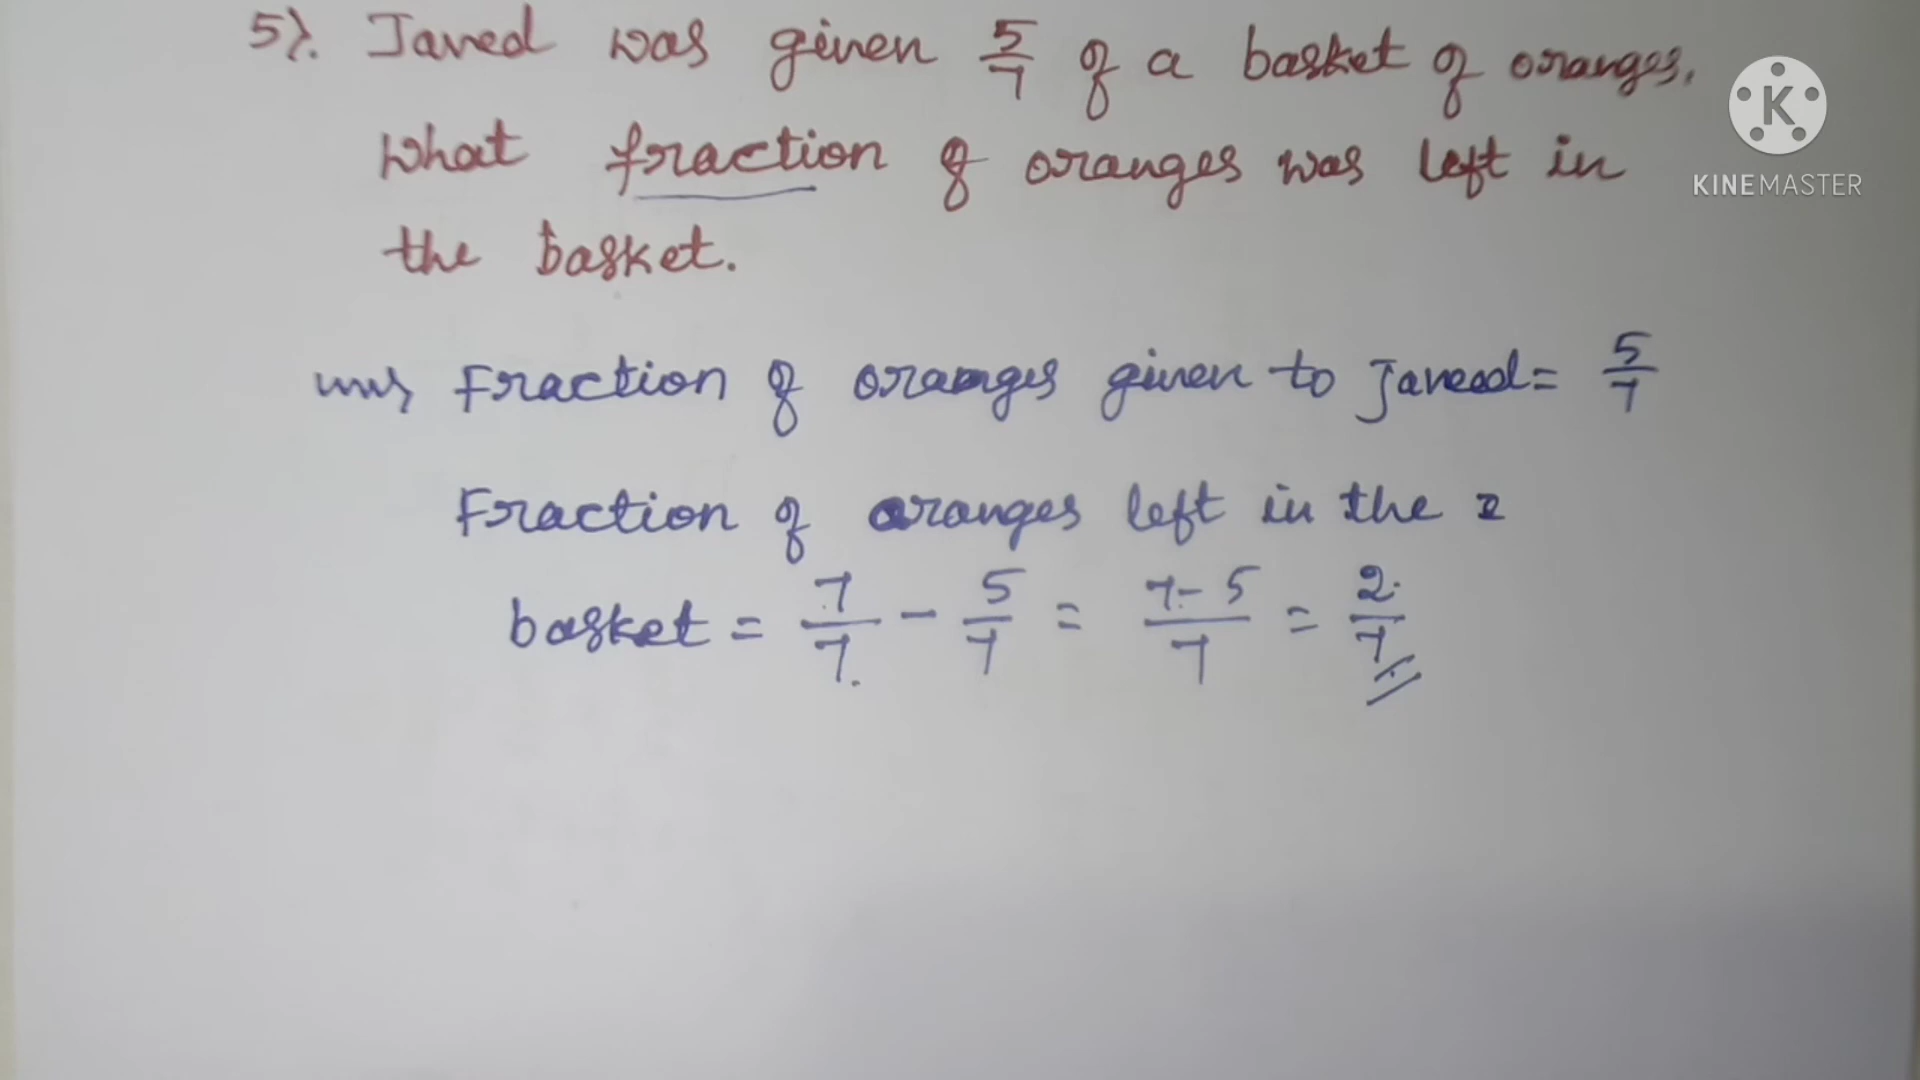 5). Javed was given 5/7 of a basket of oranges.
What fraction of oranges was left in
the basket.
Fraction of oranges given to Javed = 5/7
Fraction of oranges left in the
basket = 7/7 - 5/7 = 7-5/7 = 2/7
K
KINEMASTER